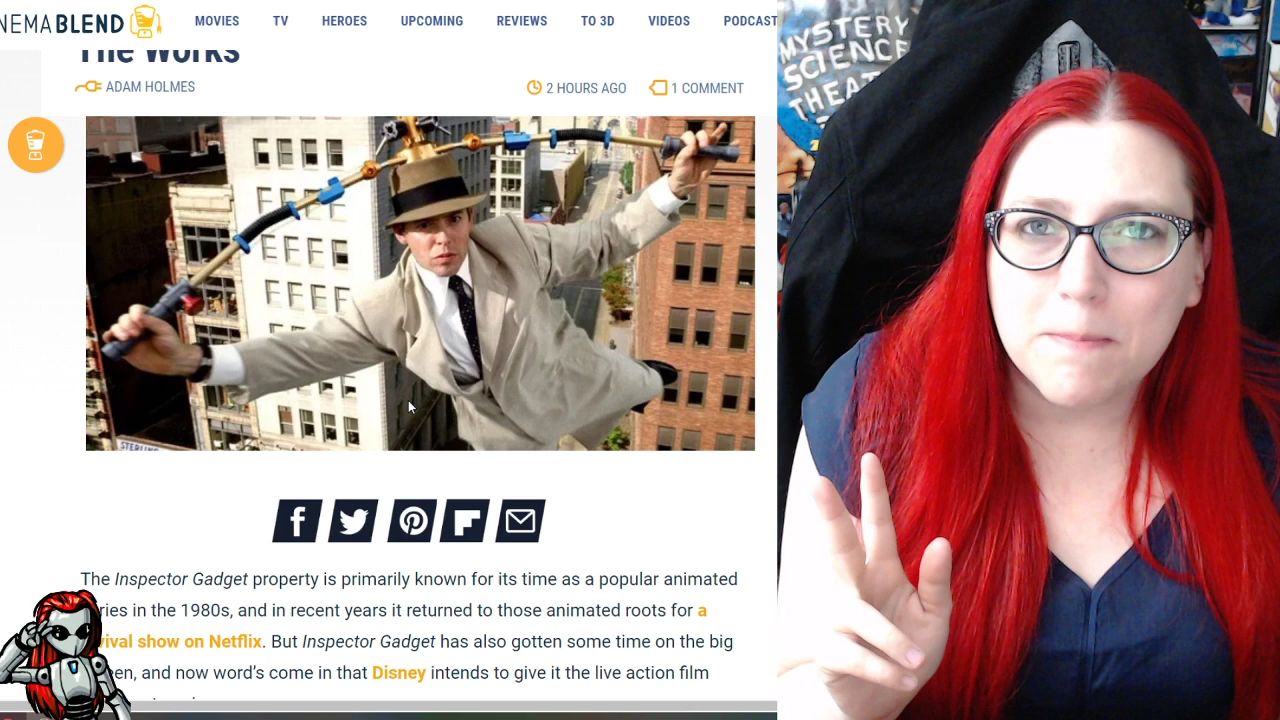 NEMABLEND
MOVIES TV HEROES UPCOMING REVIEWS TO 3D VIDEOS PODCAST
The Works
ADAM HOLMES 2 HOURS AGO 1 COMMENT
MYSTERY
SCIENCE
THEAT
STERLING
The Inspector Gadget property is primarily known for its time as a popular animated
ries in the 1980s, and in recent years it returned to those animated roots for a
vival show on Netflix. But Inspector Gadget has also gotten some time on the big
een, and now word's come in that Disney intends to give it the live action film